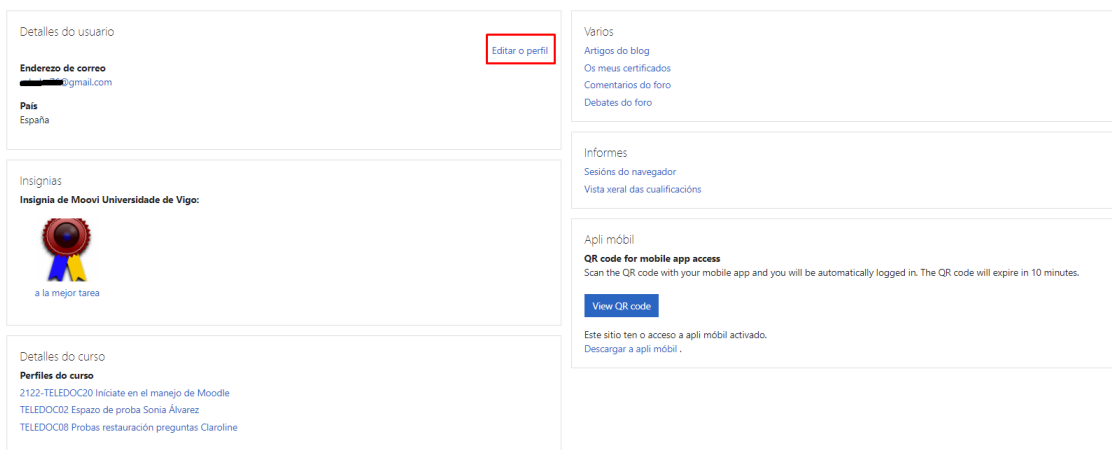 Detalles do usuario
Editar o perfil
Enderezo de correo
@gmail.com
País
España
Insignias
Insignia de Moovi Universidade de Vigo:
a la mejor tarea
Detalles do curso
Perfiles do curso
2122-TELEDOC20 Iníciate en el manejo de Moodle
TELEDOC02 Espazo de proba Sonia Álvarez
TELEDOC08 Probas restauración preguntas Claroline
Varios
Artigos do blog
Os meus certificados
Comentarios do foro
Debates do foro
Informes
Sesións do navegador
Vista xeral das cualificacións
Apli móbil
QR code for mobile app access
Scan the QR code with your mobile app and you will be automatically logged in. The QR code will expire in 10 minutes.
View QR code
Este sitio ten o acceso a apli móbil activado.
Descargar a apli móbil .